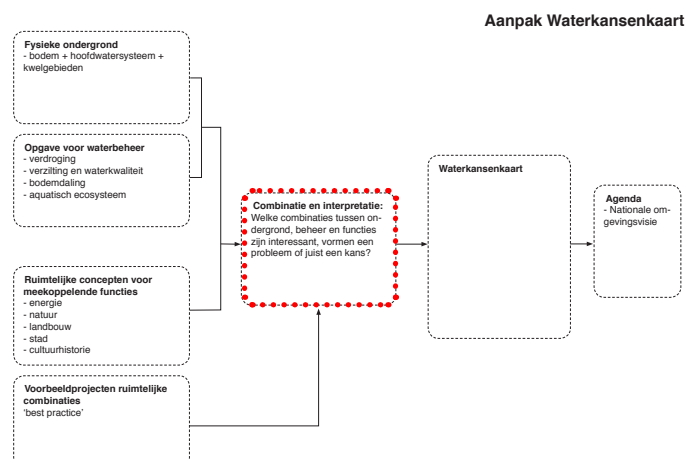 Aanpak Waterkansenkaart
Fysieke ondergrond
- bodem + hoofdwatersysteem +
kwelgebieden
Opgave voor waterbeheer
- verdroging
- verzilting en waterkwaliteit
- bodemdaling
- aquatisch ecosysteem
Ruimtelijke concepten voor
meekoppelende functies
- energie
- natuur
- landbouw
- stad
- cultuurhistorie
Voorbeeldprojecten ruimtelijke
combinaties
‘best practice’
Combinatie en interpretatie:
Welke combinaties tussen on-
dergrond, beheer en functies
zijn interessant, vormen een
probleem of juist een kans?
Waterkansenkaart
Agenda
- Nationale om-
gevingsvisie